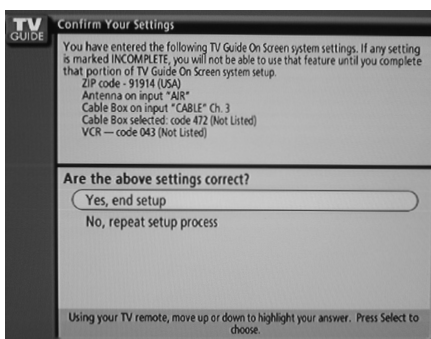 TV
GUIDE
Confirm Your Settings
You have entered the following TV Guide On Screen system settings. If any setting
is marked INCOMPLETE, you will not be able to use that feature until you complete
that portion of TV Guide On Screen system setup.
ZIP code - 91914 (USA)
Antenna on input "AIR"
Cable Box on input "CABLE" Ch. 3
Cable Box selected: code 472 (Not Listed)
VCR — code 043 (Not Listed)
Are the above settings correct?
Yes, end setup
No, repeat setup process
Using your TV remote, move up or down to highlight your answer. Press Select to
choose.